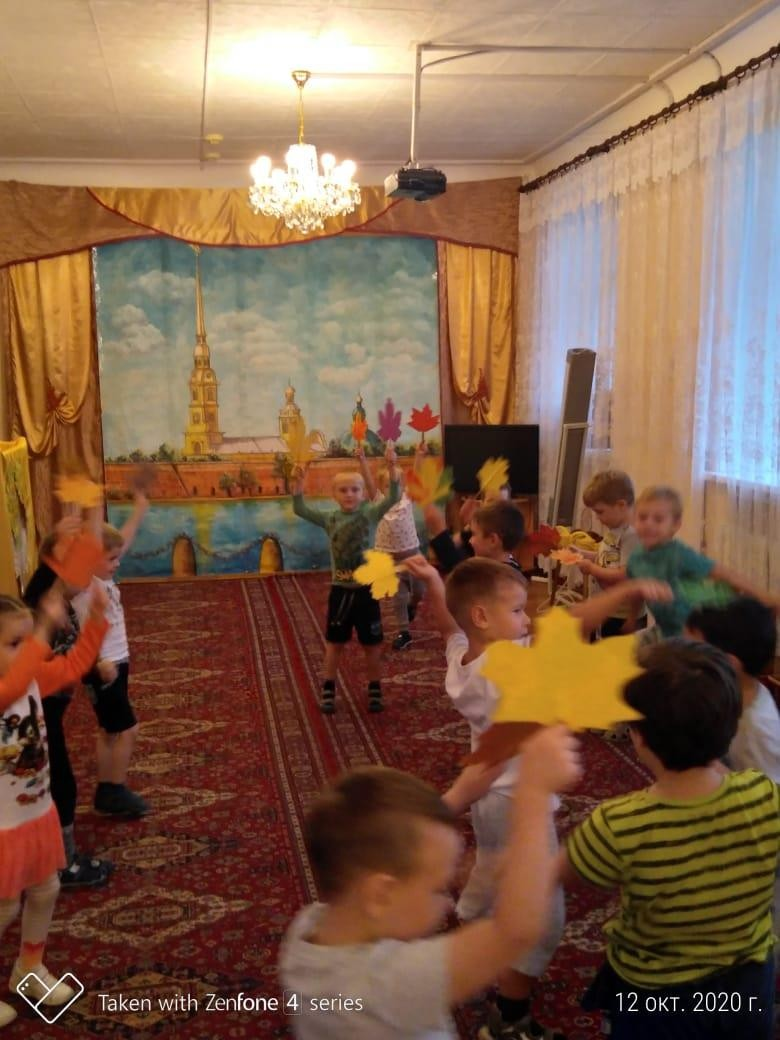 Taken with Zenfone 4 series
12 окт. 2020 г.